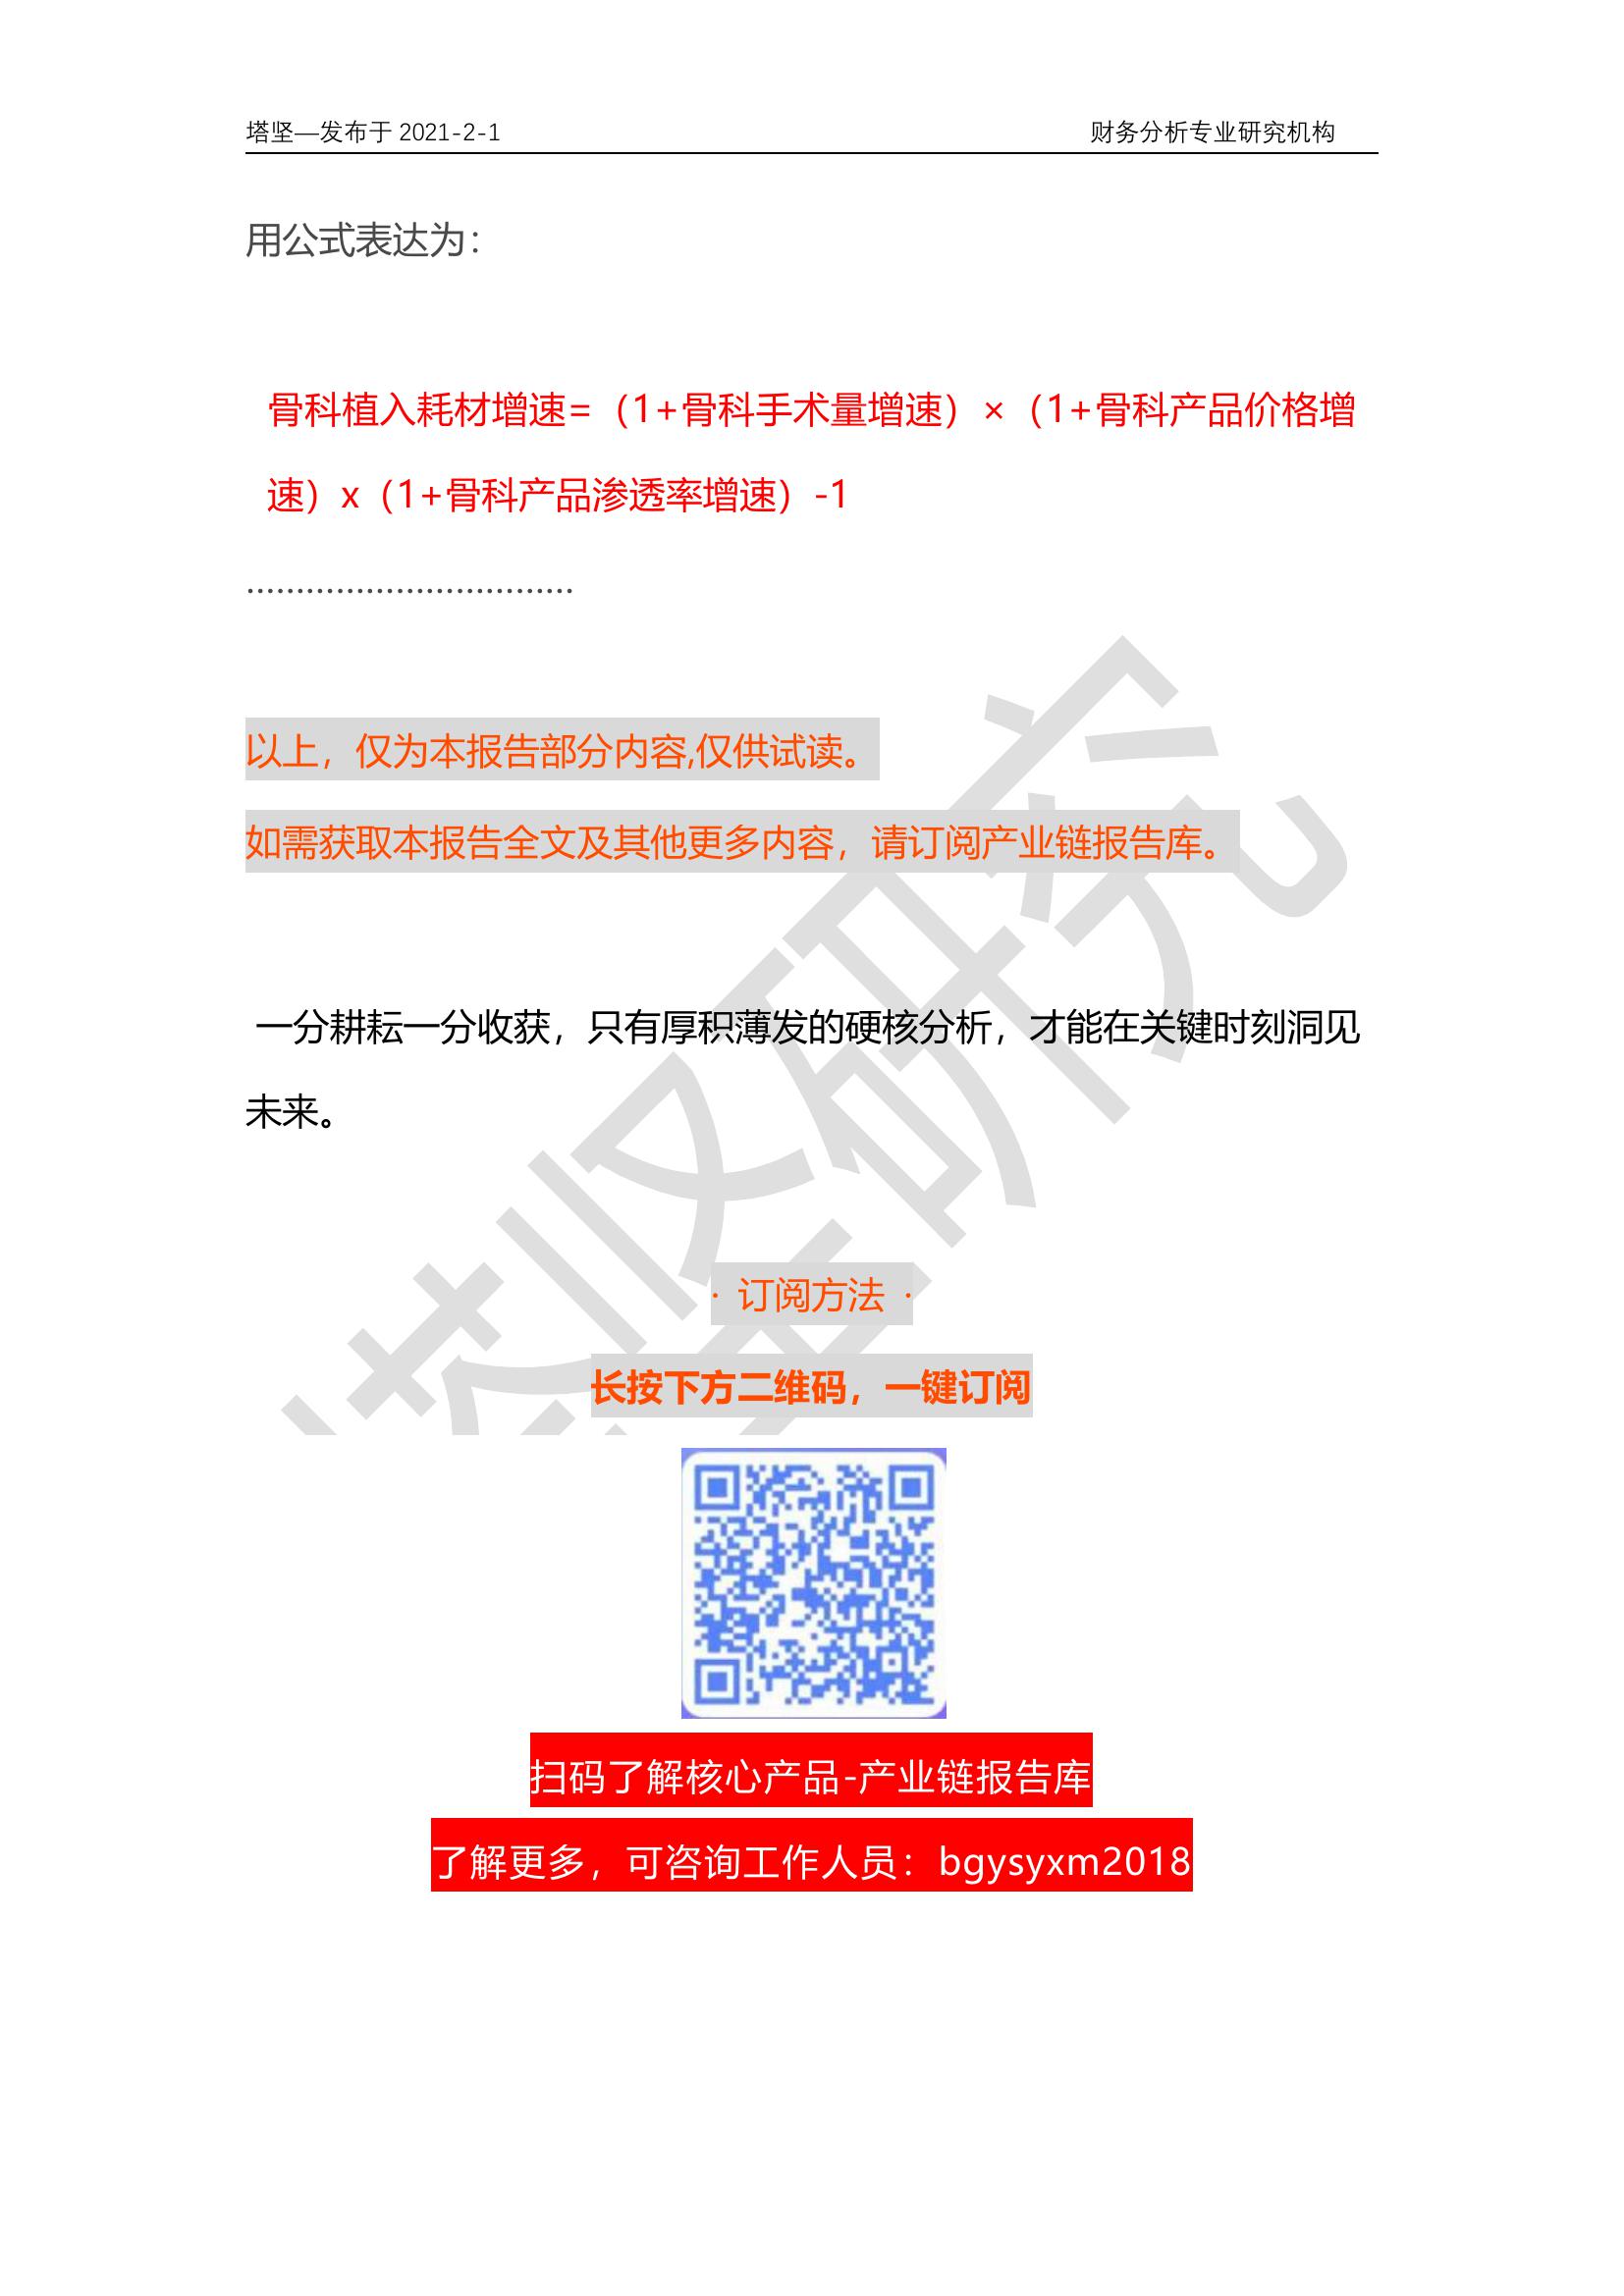 塔坚—发布于 2021-2-1 财务分析专业研究机构
用公式表达为：
骨科植入耗材增速=（1+骨科手术量增速）×（1+骨科产品价格增
速）x（1+骨科产品渗透率增速）-1
.................................
以上，仅为本报告部分内容,仅供试读。
如需获取本报告全文及其他更多内容，请订阅产业链报告库。
一分耕耘一分收获，只有厚积薄发的硬核分析，才能在关键时刻洞见
未来。
· 订阅方法 ·
长按下方二维码，一键订阅
扫码了解核心产品-产业链报告库
了解更多，可咨询工作人员：bgysyxm2018
塔坚研究